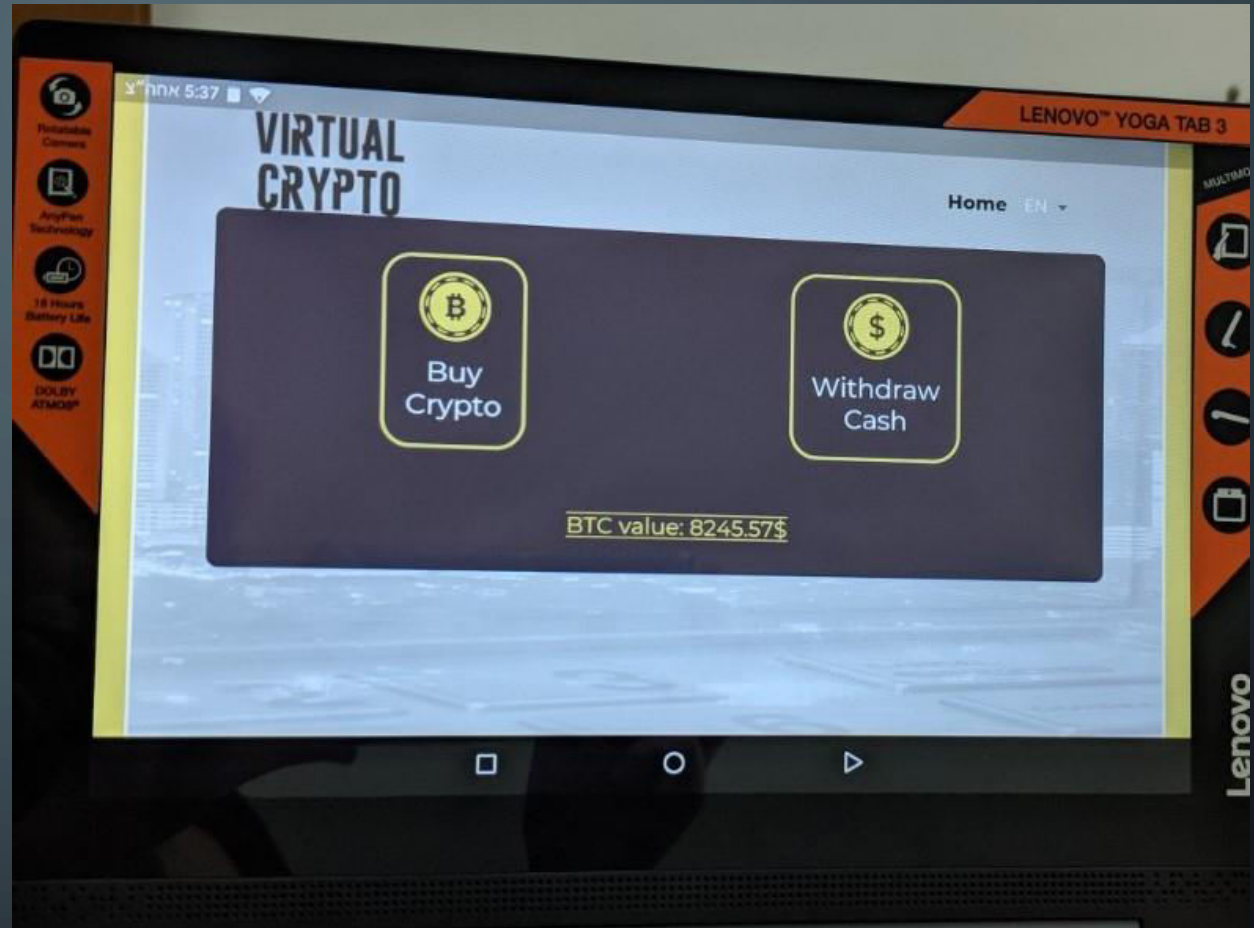 אחה"צ 5:37
LENOVO™ YOGA TAB 3
Rotatable
Camera
AnyPen
Technology
18 Hours
Battery Life
DOLBY
ATMOS®
VIRTUAL
CRYPTO
Home EN
Buy
Crypto
Withdraw
Cash
BTC value: 8245.57$
MULTIMO
Lenovo